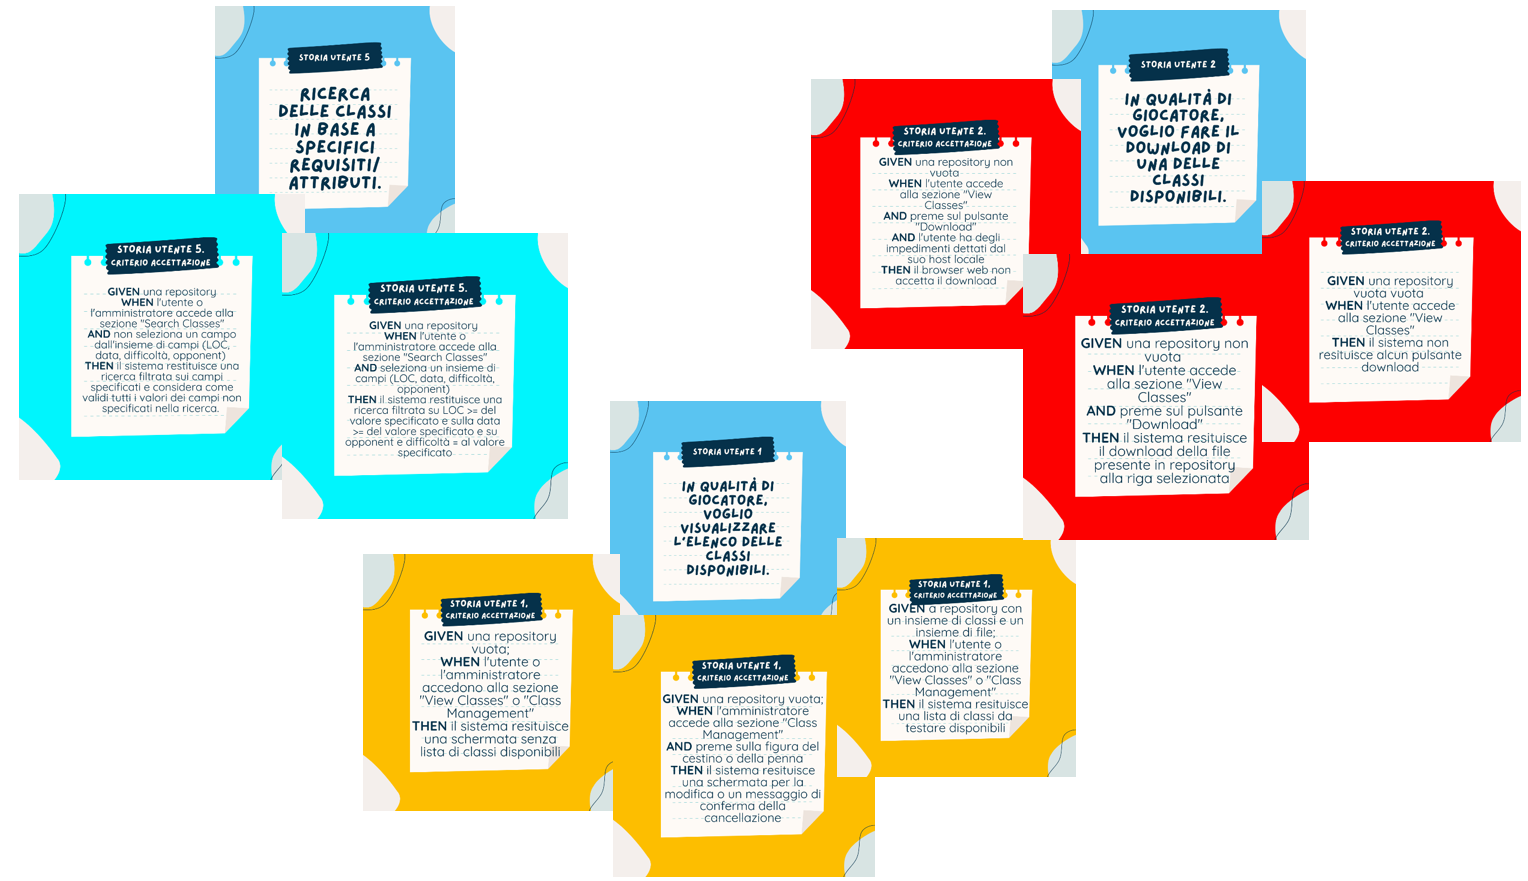 STORIA UTENTE 5
RICERCA
DELLE CLASSI
IN BASE A
SPECIFICI
REQUISITI/
ATTRIBUTI.
STORIA UTENTE 5.
CRITERIO ACCETTAZIONE
GIVEN una repository
WHEN l'utente o
l'amministratore accede alla
sezione "Search Classes"
AND non seleziona un campo
dall'insieme di campi (LOC,
data, difficoltà, opponent)
THEN il sistema restituisce una
ricerca filtrata sui campi
specificati e considera come
validi tutti i valori dei campi non
specificati nella ricerca.
STORIA UTENTE 5.
CRITERIO ACCETTAZIONE
GIVEN una repository
WHEN l'utente o
l'amministratore accede alla
sezione "Search Classes"
AND seleziona un insieme di
campi (LOC, data, difficoltà,
opponent)
THEN il sistema restituisce una
ricerca filtrata su LOC >= del
valore specificato e sulla data
>= del valore specificato e su
opponent e difficoltà = al valore
specificato
STORIA UTENTE 2
IN QUALITÀ DI
GIOCATORE,
VOGLIO FARE IL
DOWNLOAD DI
UNA DELLE
CLASSI
DISPONIBILI.
STORIA UTENTE 2.
CRITERIO ACCETTAZIONE
GIVEN una repository non
vuota
WHEN l'utente accede
alla sezione "View
Classes"
AND preme sul pulsante
"Download"
AND l'utente ha degli
impedimenti dettati dal
suo host locale
THEN il browser web non
accetta il download
STORIA UTENTE 2.
CRITERIO ACCETTAZIONE
GIVEN una repository non
vuota
WHEN l'utente accede
alla sezione "View
Classes"
AND preme sul pulsante
"Download"
THEN il sistema resituisce
il download della file
presente in repository
alla riga selezionata
STORIA UTENTE 2.
CRITERIO ACCETTAZIONE
GIVEN una repository
vuota vuota
WHEN l'utente accede
alla sezione "View
Classes"
THEN il sistema non
resituisce alcun pulsante
download
STORIA UTENTE 1
IN QUALITÀ DI
GIOCATORE,
VOGLIO
VISUALIZZARE
L'ELENCO DELLE
CLASSI
DISPONIBILI.
STORIA UTENTE 1,
CRITERIO ACCETTAZIONE
GIVEN una repository
vuota;
WHEN l'utente o
l'amministratore
accedono alla sezione
"View Classes" o "Class
Management"
THEN il sistema resituisce
una schermata senza
lista di classi disponibili
STORIA UTENTE 1,
CRITERIO ACCETTAZIONE
GIVEN una repository vuota;
WHEN l'amministratore
accede alla sezione "Class
Management"
AND preme sulla figura del
cestino o della penna
THEN il sistema resituisce
una schermata per la
modifica o un messaggio di
conferma della
cancellazione
STORIA UTENTE 1,
CRITERIO ACCETTAZIONE
GIVEN a repository con
un insieme di classi e un
insieme di file;
WHEN l'utente o
l'amministratore
accedono alla sezione
"View Classes" o "Class
Management"
THEN il sistema resituisce
una lista di classi da
testare disponibili